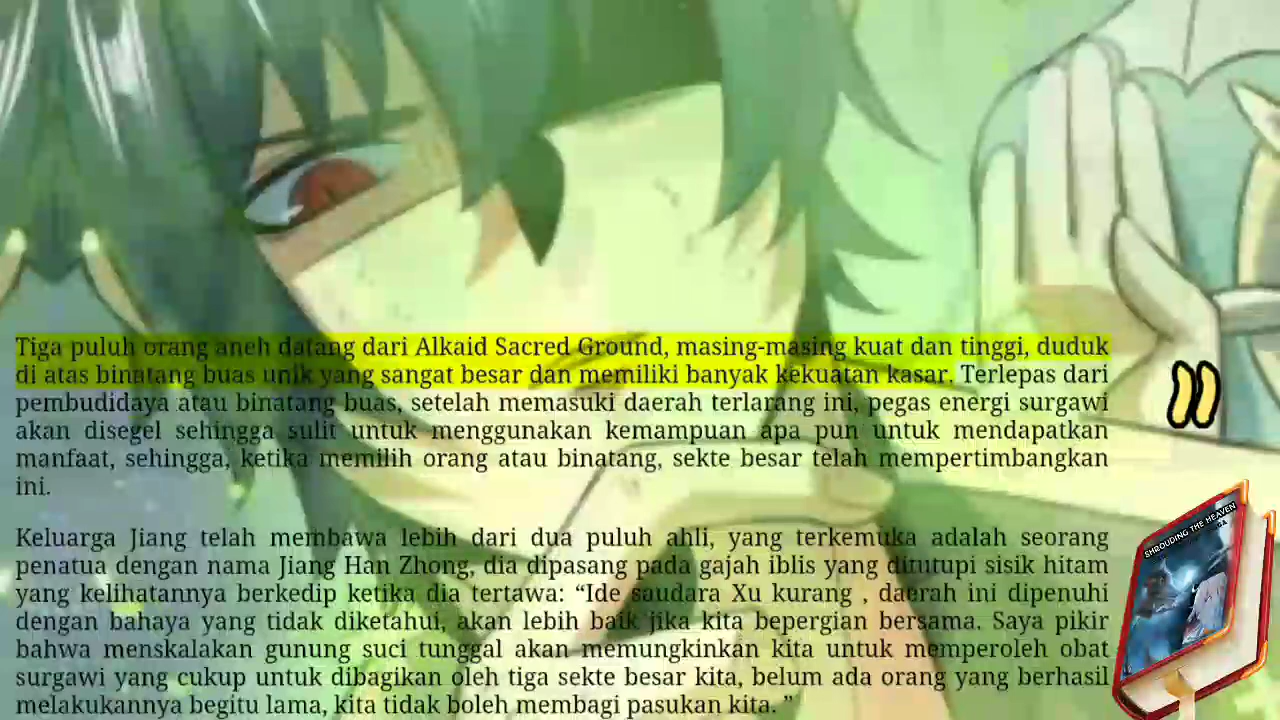 Tiga puluh orang aneh datang dari Alkaid Sacred Ground, masing-masing kuat dan tinggi, duduk
di atas binatang buas unik yang sangat besar dan memiliki banyak kekuatan kasar. Terlepas dari
pembudidaya atau binatang buas, setelah memasuki daerah terlarang ini, pegas energi surgawi
akan disegel sehingga sulit untuk menggunakan kemampuan apa pun untuk mendapatkan
manfaat, sehingga, ketika memilih orang atau binatang, sekte besar telah mempertimbangkan
ini.
Keluarga Jiang telah membawa lebih dari dua puluh ahli, yang terkemuka adalah seorang
penatua dengan nama Jiang Han Zhong, dia dipasang pada gajah iblis yang ditutupi sisik hitam
yang kelihatannya berkedip ketika dia tertawa: “Ide saudara Xu kurang , daerah ini dipenuhi
dengan bahaya yang tidak diketahui, akan lebih baik jika kita bepergian bersama. Saya pikir
bahwa menskalakan gunung suci tunggal akan memungkinkan kita untuk memperoleh obat
surgawi yang cukup untuk dibagikan oleh tiga sekte besar kita, belum ada orang yang berhasil
melakukannya begitu lama, kita tidak boleh membagi pasukan kita. ”
SHROUDING THE HEAVEN